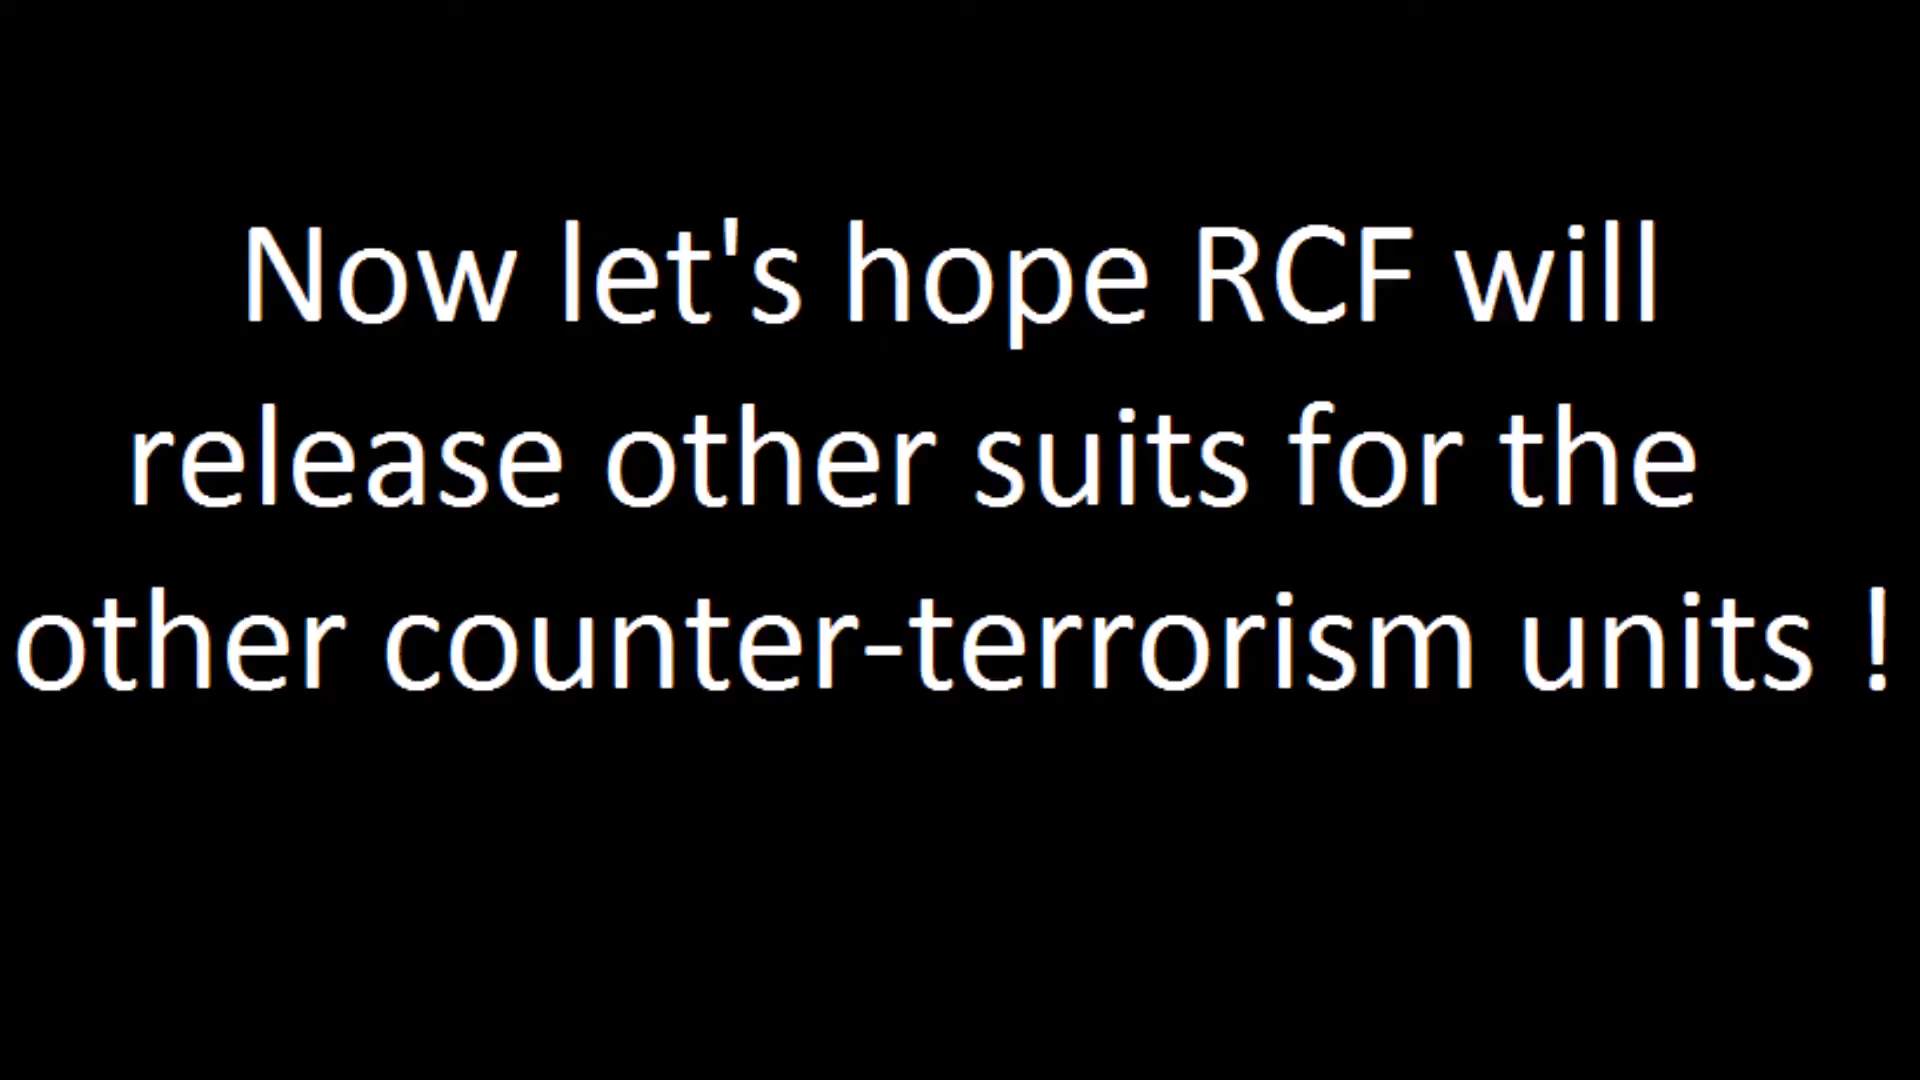 Now let's hope RCF will
release other suits for the
other counter-terrorism units !